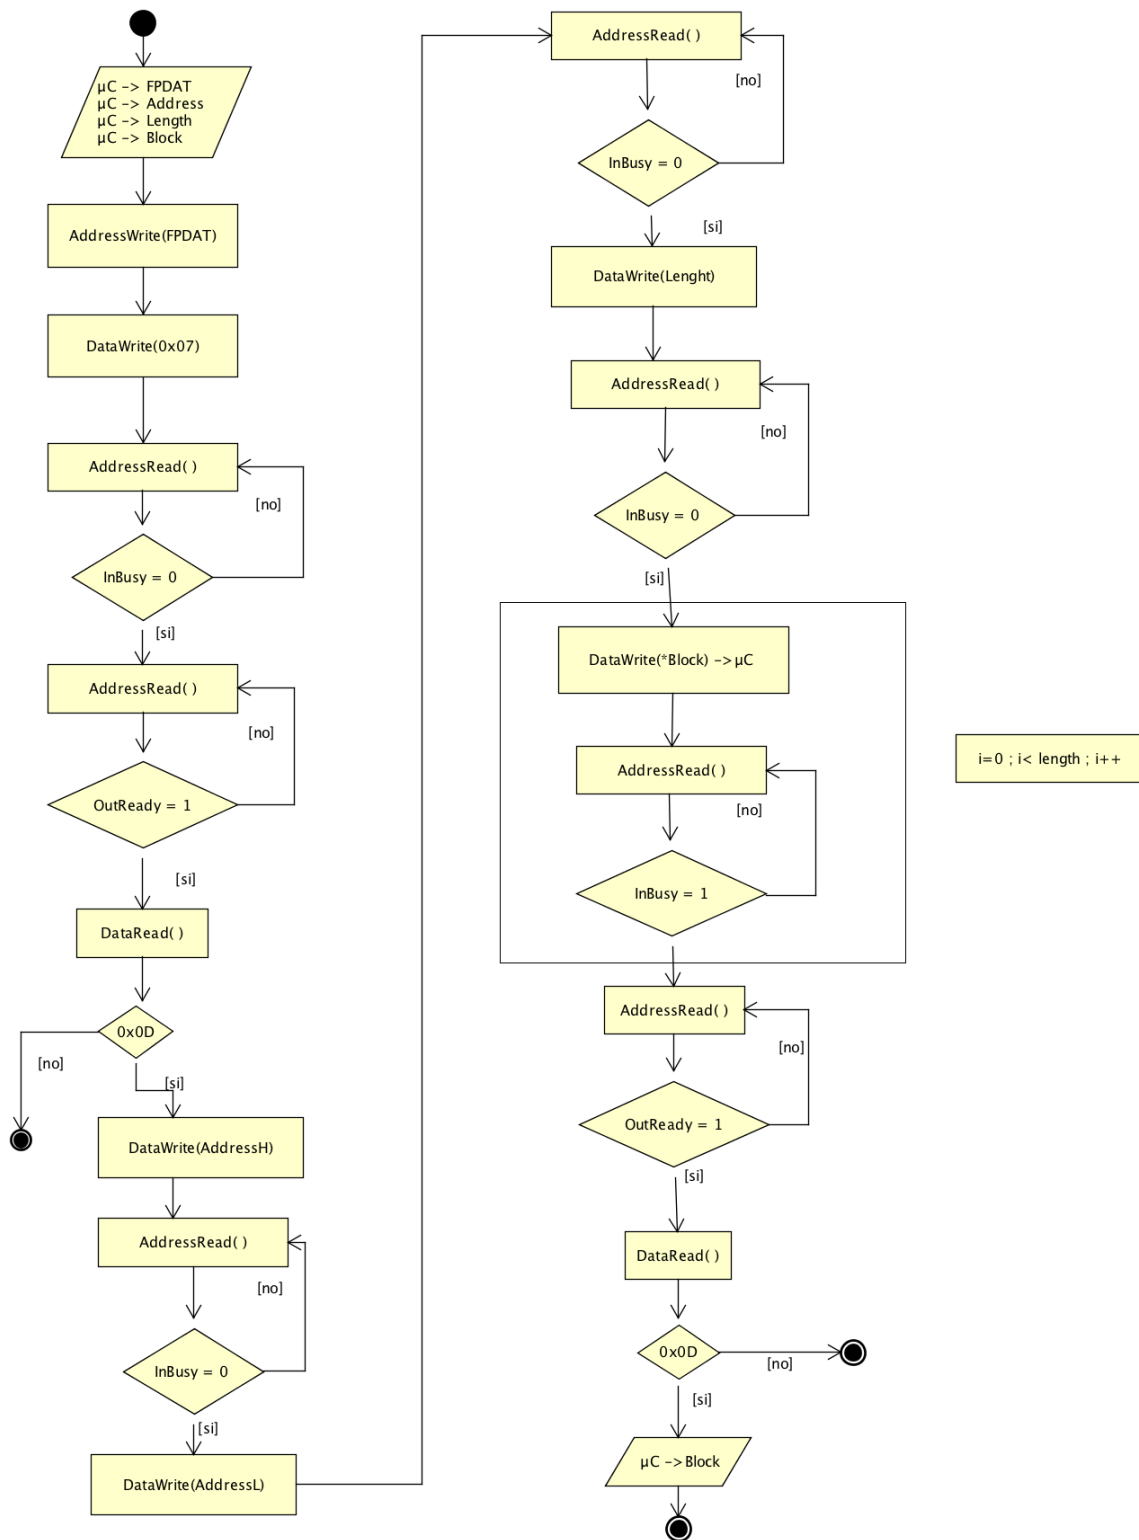 µC -> FPDAT
µC -> Address
µC -> Length
µC -> Block
AddressWrite(FPDAT)
DataWrite(0x07)
AddressRead( )
[no]
InBusy = 0
[si]
AddressRead( )
[no]
OutReady = 1
[si]
DataRead( )
0x0D
[no]
[si]
DataWrite(AddressH)
AddressRead( )
[no]
InBusy = 0
[si]
DataWrite(AddressL)
AddressRead( )
[no]
InBusy = 0
[si]
DataWrite(Lenght)
AddressRead( )
[no]
InBusy = 0
[si]
DataWrite(*Block) ->µC
AddressRead( )
[no]
InBusy = 1
i=0 ; i< length ; i++
AddressRead( )
[no]
OutReady = 1
[si]
DataRead( )
0x0D
[no]
[si]
µC ->Block